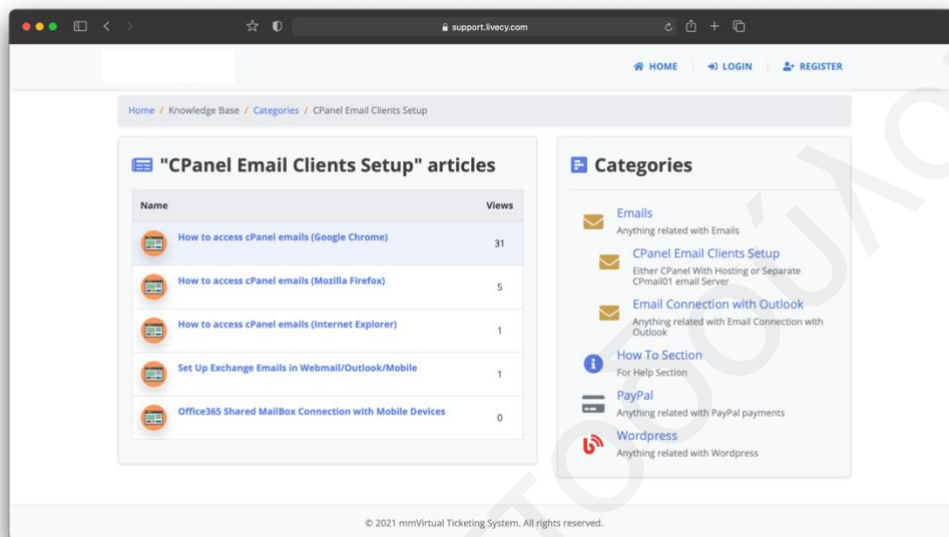 support.livecy.com
HOME
LOGIN
REGISTER
Home / Knowledge Base / Categories / CPanel Email Clients Setup
"CPanel Email Clients Setup" articles
Name Views
How to access cPanel emails (Google Chrome) 31
How to access cPanel emails (Mozilla Firefox) 5
How to access cPanel emails (Internet Explorer) 1
Set Up Exchange Emails in Webmail/Outlook/Mobile 1
Office365 Shared MailBox Connection with Mobile Devices 0
Categories
Emails
Anything related with Emails
CPanel Email Clients Setup
Either CPanel With Hosting or Separate
CPmail01 email Server
Email Connection with Outlook
Anything related with Email Connection with
Outlook
How To Section
For Help Section
PayPal
Anything related with PayPal payments
Wordpress
Anything related with Wordpress
© 2021 mmVirtual Ticketing System. All rights reserved.